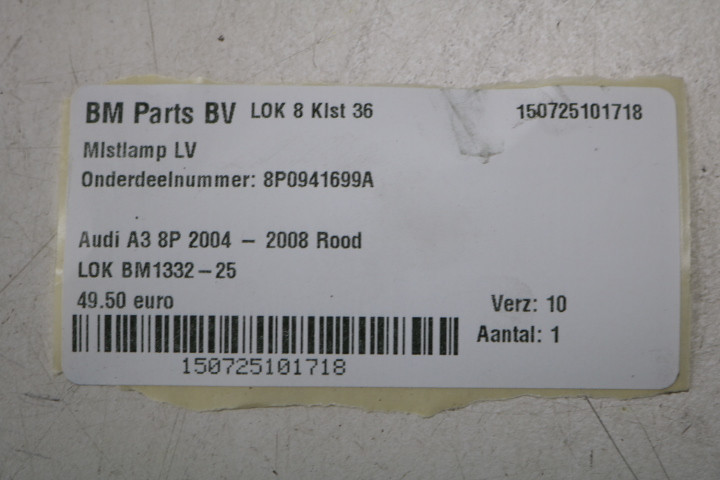 BM Parts BV LOK 8 Klst 36 150725101718
Mistlamp LV
Onderdeelnummer: 8P0941699A
Audi A3 8P 2004 – 2008 Rood
LOK BM1332-25
49.50 euro Verz: 10
Aantal: 1
150725101718